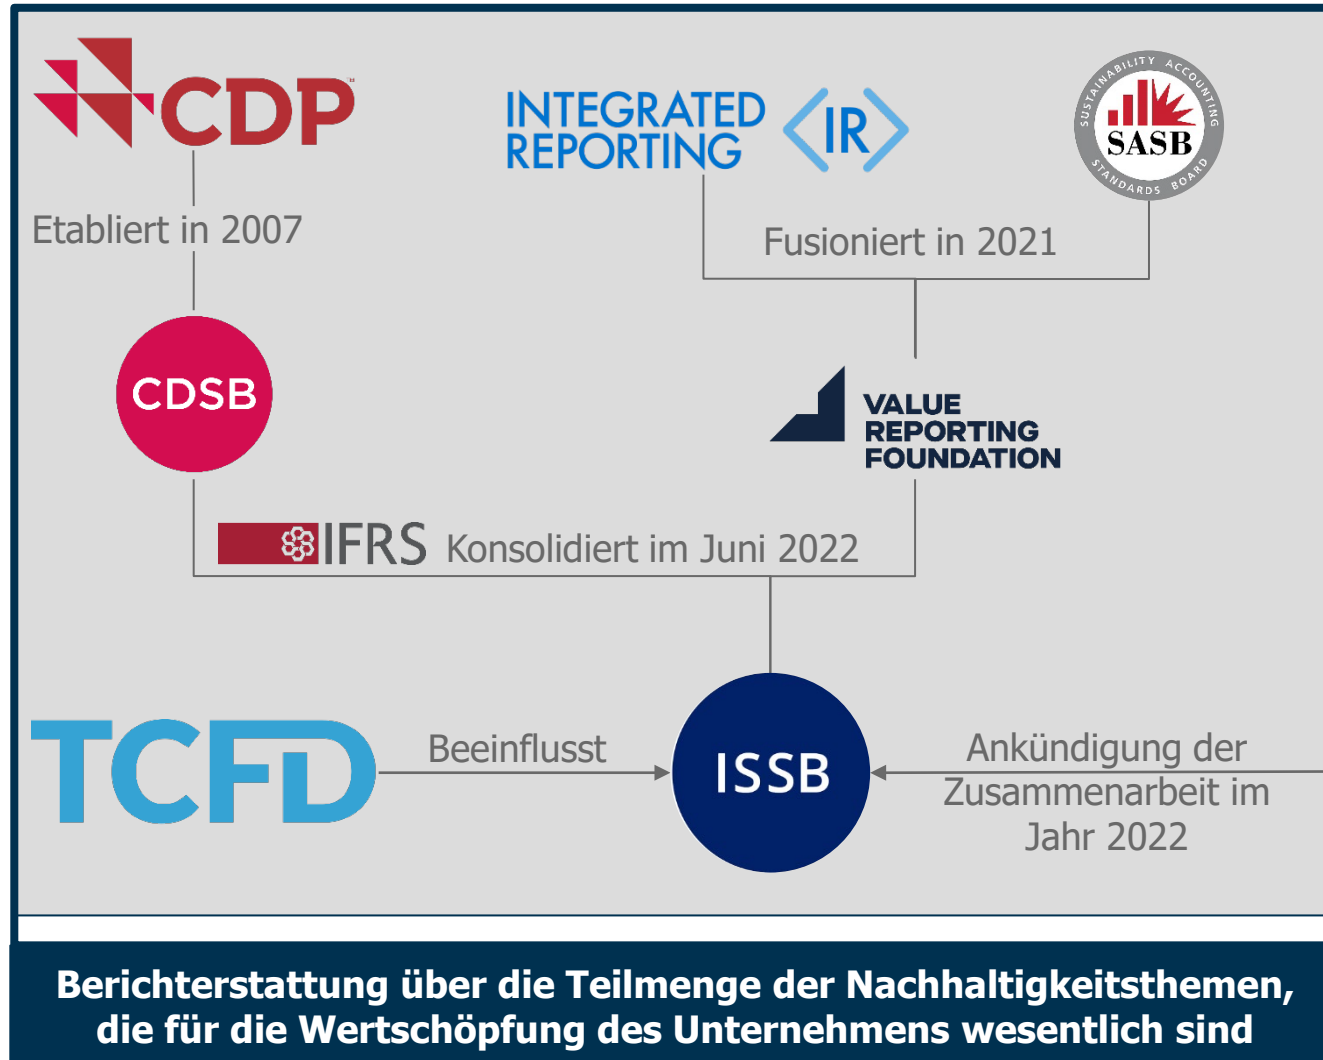 CDP™
INTEGRATED
REPORTING
<IR>
SUSTAINABILITY ACCOUNTING
SASB
STANDARDS BOARD
Etabliert in 2007
Fusioniert in 2021
CDSB
VALUE
REPORTING
FOUNDATION
IFRS Konsolidiert im Juni 2022
TCFD
Beeinflusst
ISSB
Ankündigung der
Zusammenarbeit im
Jahr 2022
Berichterstattung über die Teilmenge der Nachhaltigkeitsthemen,
die für die Wertschöpfung des Unternehmens wesentlich sind